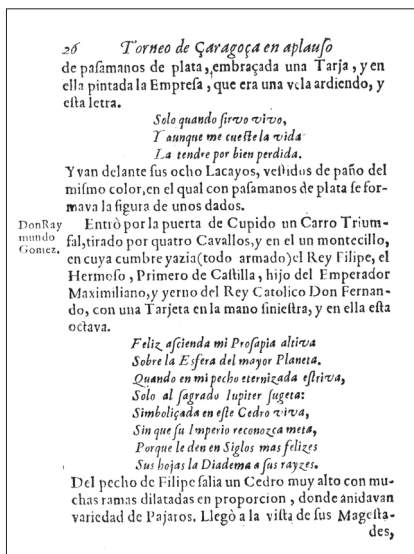 26 Torneo de Çaragoça en aplauſo
de paſamanos de plata, embraçada una Tarja, y en
ella pintada la Empreſa, que era una vela ardiendo, y
eſta letra.
Solo quando ſirvo vivo,
Y aunque me cueſte la vida
La tendre por bien perdida.
Y van delante ſus ocho Lacayos, veſtidos de paño del
miſmo color, en el qual con paſamanos de plata ſe for-
mava la figura de unos dados.
Don Ray
mundo
Gomez.
Entrò por la puerta de Cupido un Carro Trium-
fal, tirado por quatro Cavallos, y en el un montecillo,
en cuya cumbre yazia (todo armado) el Rey Filipe, el
Hermoſo, Primero de Caſtilla, hijo del Emperador
Maximiliano, y yerno del Rey Catolico Don Fernan-
do, con una Tarjeta en la mano ſinieſtra, y en ella eſta
octava.
Feliz aſcienda mi Proſapia altiva
Sobre la Esfera del mayor Planeta.
Quando en mi pecho eternizada eſtriva,
Solo al ſagrado Iupiter ſugeta:
Simboliçada en eſte Cedro viva,
Sin que ſu Imperio reconozca meta,
Porque le den en Siglos mas felizes
Sus hojas la Diadema a ſus rayzes.
Del pecho de Filipe ſalia un Cedro muy alto con mu-
chas ramas dilatadas en proporcion, donde anidavan
variedad de Pajaros. Llegò a la viſta de ſus Mageſta-
des,